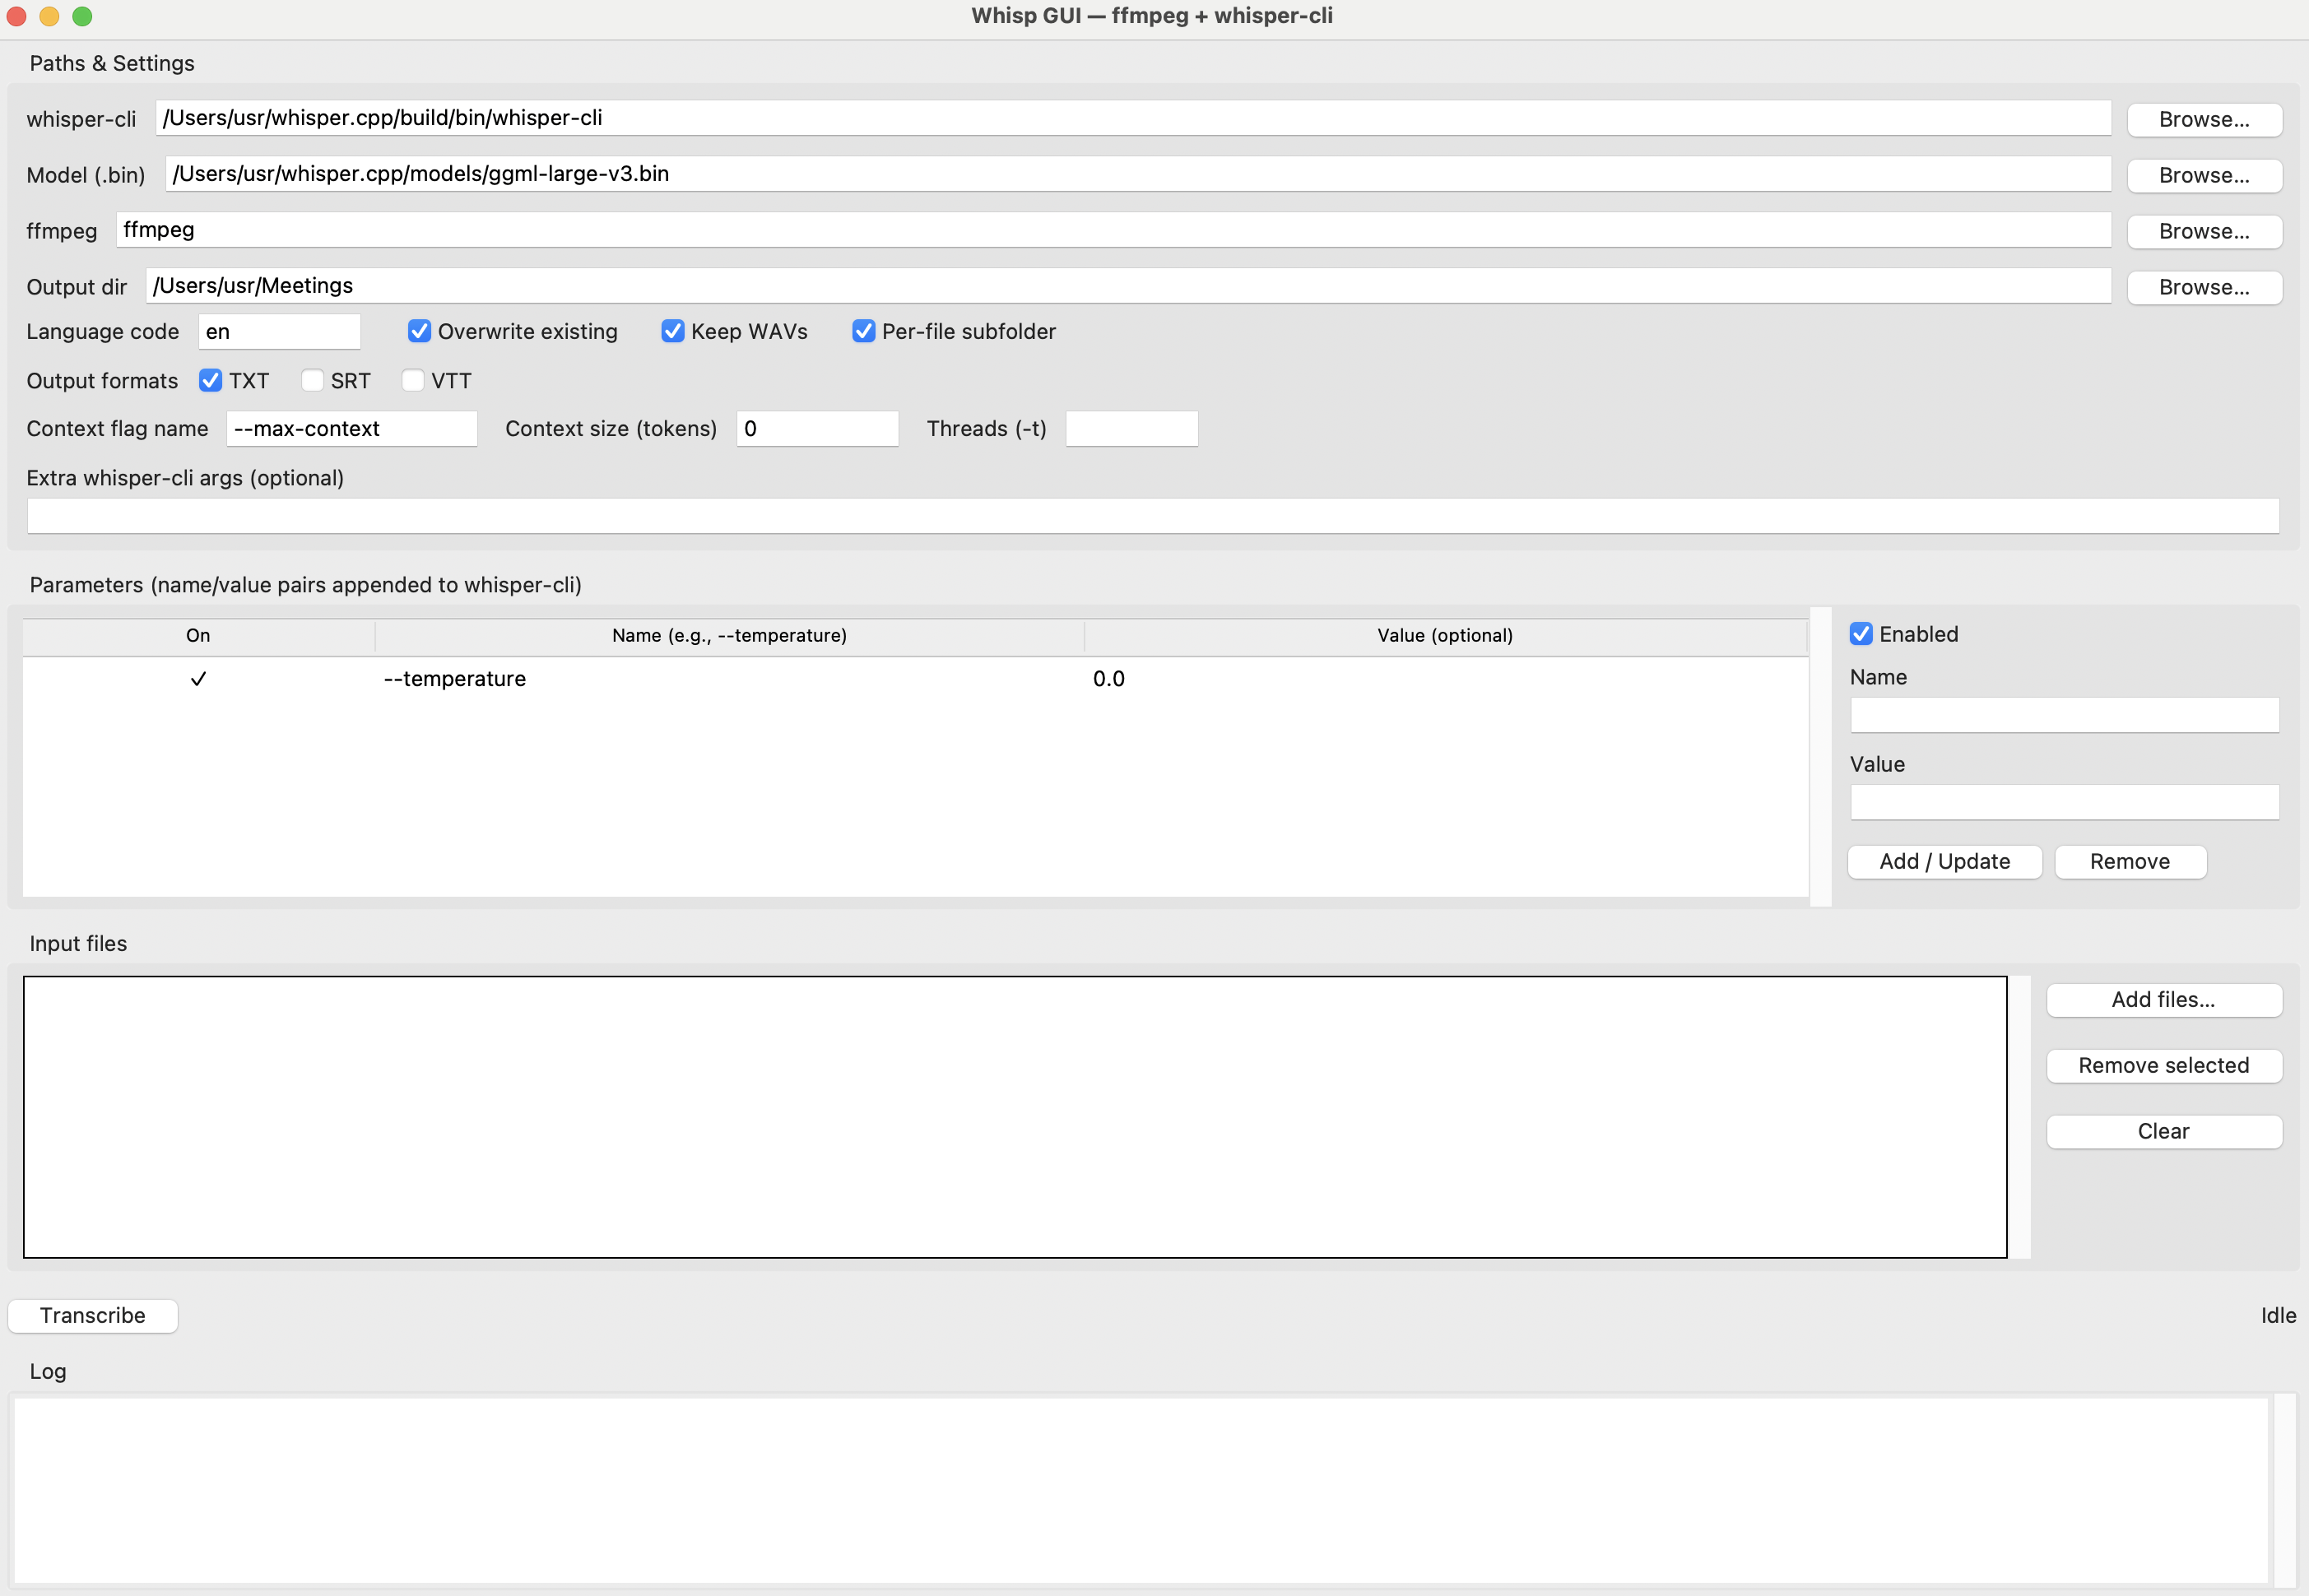 Whisp GUI — ffmpeg + whisper-cli
Paths & Settings
whisper-cli /Users/usr/whisper.cpp/build/bin/whisper-cli Browse...
Model (.bin) /Users/usr/whisper.cpp/models/ggml-large-v3.bin Browse...
ffmpeg ffmpeg Browse...
Output dir /Users/usr/Meetings Browse...
Language code en Overwrite existing Keep WAVs Per-file subfolder
Output formats TXT SRT VTT
Context flag name --max-context Context size (tokens) 0 Threads (-t)
Extra whisper-cli args (optional)
Parameters (name/value pairs appended to whisper-cli)
On Name (e.g., --temperature) Value (optional) Enabled
✓ --temperature 0.0 Name
Value
Add / Update Remove
Input files
Add files...
Remove selected
Clear
Transcribe Idle
Log